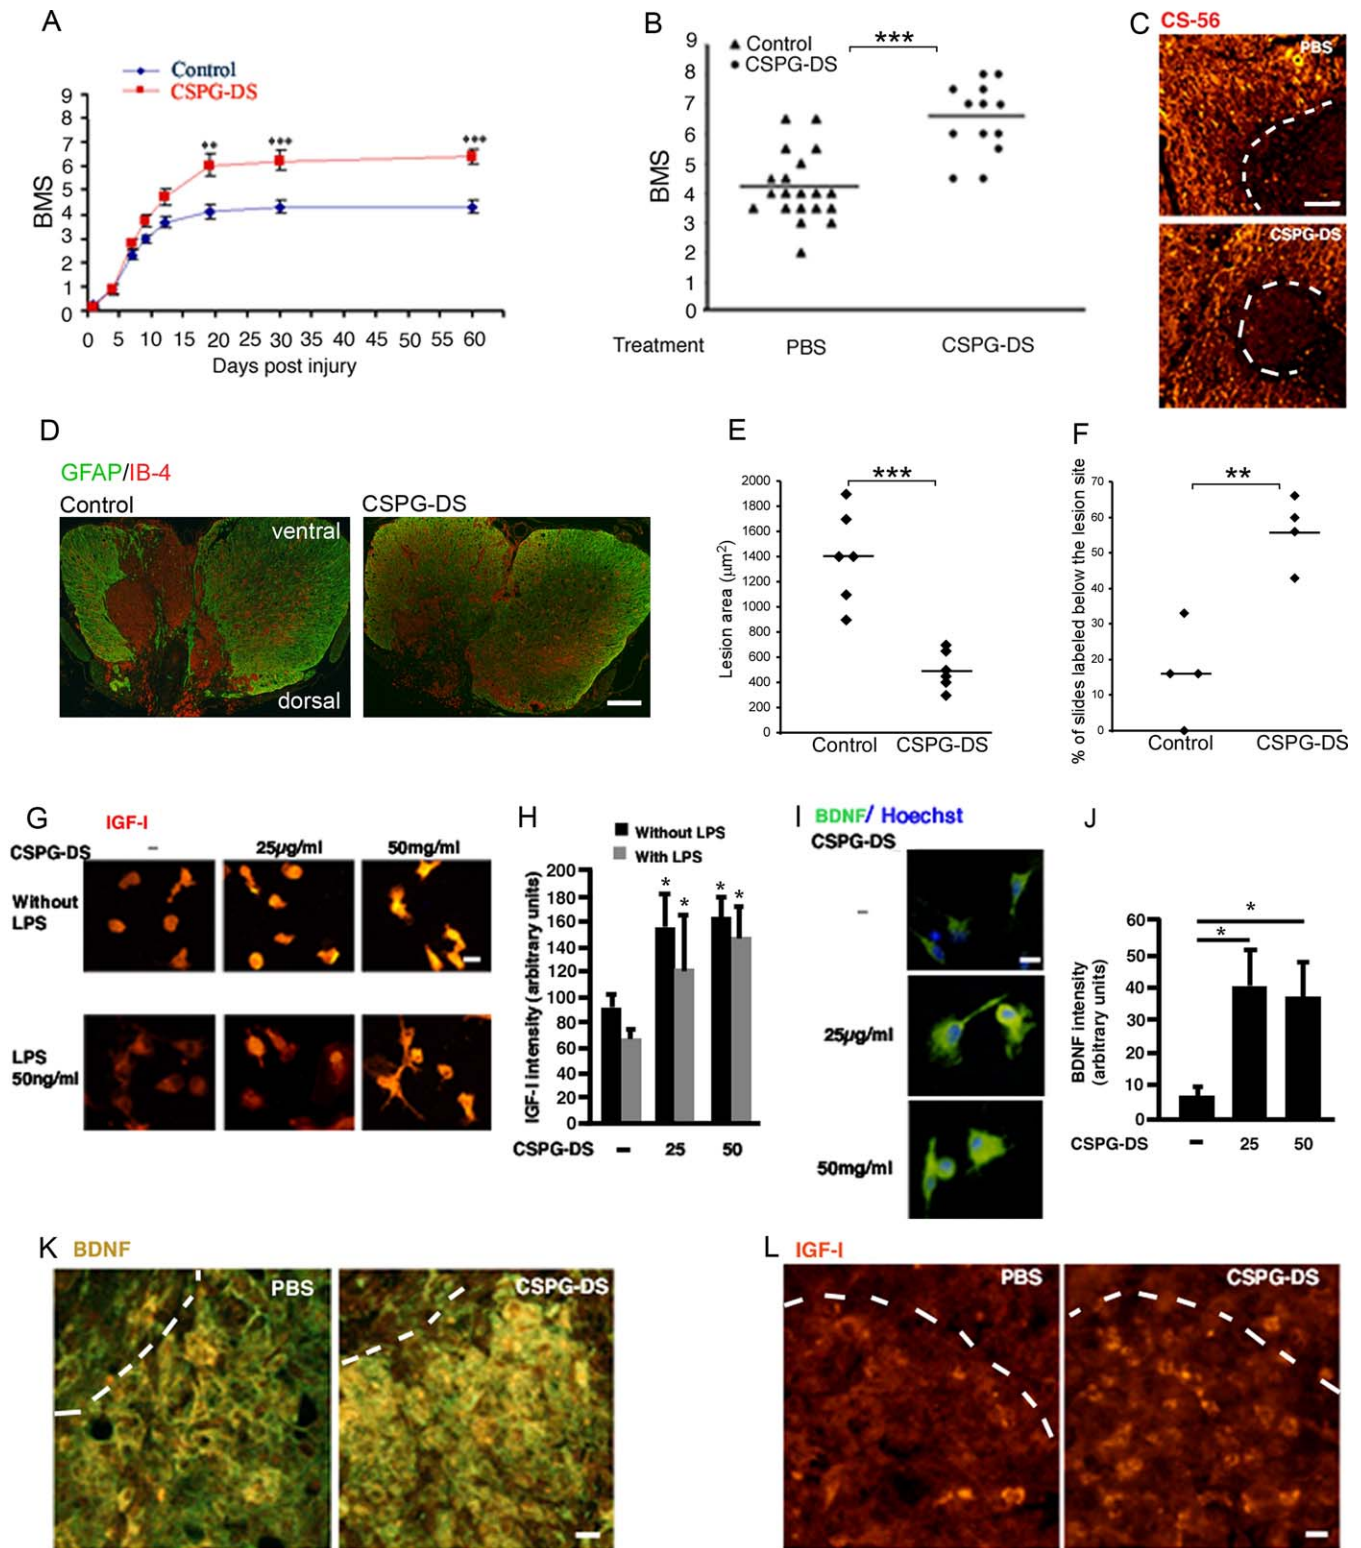 A
Control
CSPG-DS
9
8
7
6
5
4
3
2
1
0
BMS
** *** ***
0 5 10 15 20 25 30 35 40 45 50 55 60
Days post injury
B
Control
CSPG-DS
***
9
8
7
6
5
4
3
2
1
0
BMS
Treatment PBS CSPG-DS
C CS-56
PBS
CSPG-DS
D
GFAP/IB-4
Control CSPG-DS
ventral
dorsal
E
***
2000
1800
1600
1400
1200
1000
800
600
400
200
0
Lesion area (µm²)
Control CSPG-DS
F
**
70
60
50
40
30
20
10
0
% of slides labeled below the lesion site
Control CSPG-DS
G IGF-I
CSPG-DS – 25µg/ml 50mg/ml
Without
LPS
LPS
50ng/ml
H
Without LPS
With LPS
200
180
160
140
120
100
80
60
40
20
0
IGF-I intensity (arbitrary units)
* * * *
CSPG-DS – 25 50
I BDNF/ Hoechst
CSPG-DS
–
25µg/ml
50mg/ml
J
*
*
60
50
40
30
20
10
0
BDNF intensity
(arbitrary units)
CSPG-DS – 25 50
K BDNF
PBS CSPG-DS
L IGF-I
PBS CSPG-DS